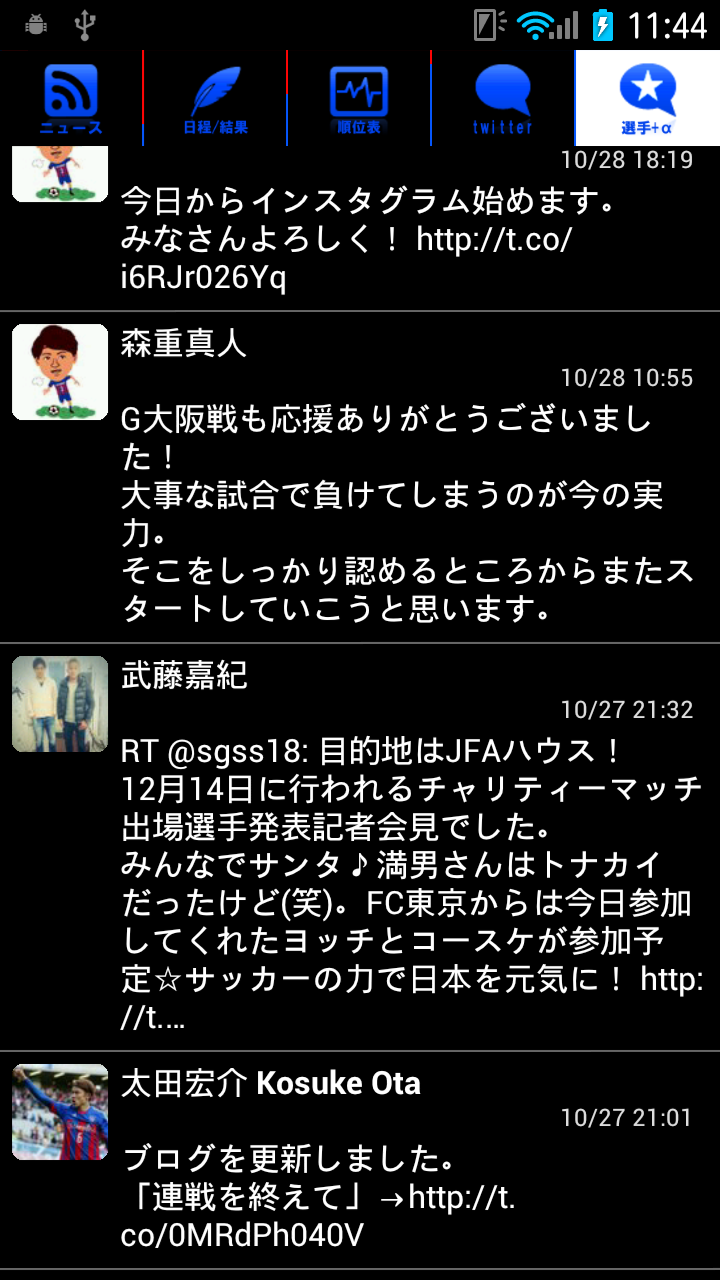 11:44
ニュース
日程/結果
順位表
twitter
選手+α
10/28 18:19
今日からインスタグラム始めます。
みなさんよろしく！ http://t.co/
i6RJr026Yq
森重真人
10/28 10:55
G大阪戦も応援ありがとうございまし
た！
大事な試合で負けてしまうのが今の実
力。
そこをしっかり認めるところからまたス
タートしていこうと思います。
武藤嘉紀
10/27 21:32
RT @sgss18: 目的地はJFAハウス！
12月14日に行われるチャリティーマッチ
出場選手発表記者会見でした。
みんなでサンタ♪満男さんはトナカイ
だったけど(笑)。FC東京からは今日参加
してくれたヨッチとコースケが参加予
定☆サッカーの力で日本を元気に！ http:
//t.…
太田宏介 Kosuke Ota
10/27 21:01
ブログを更新しました。
「連戦を終えて」→http://t.
co/0MRdPh040V